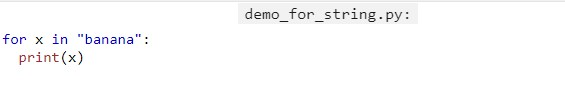 demo_for_string.py:
for x in "banana":
  print(x)